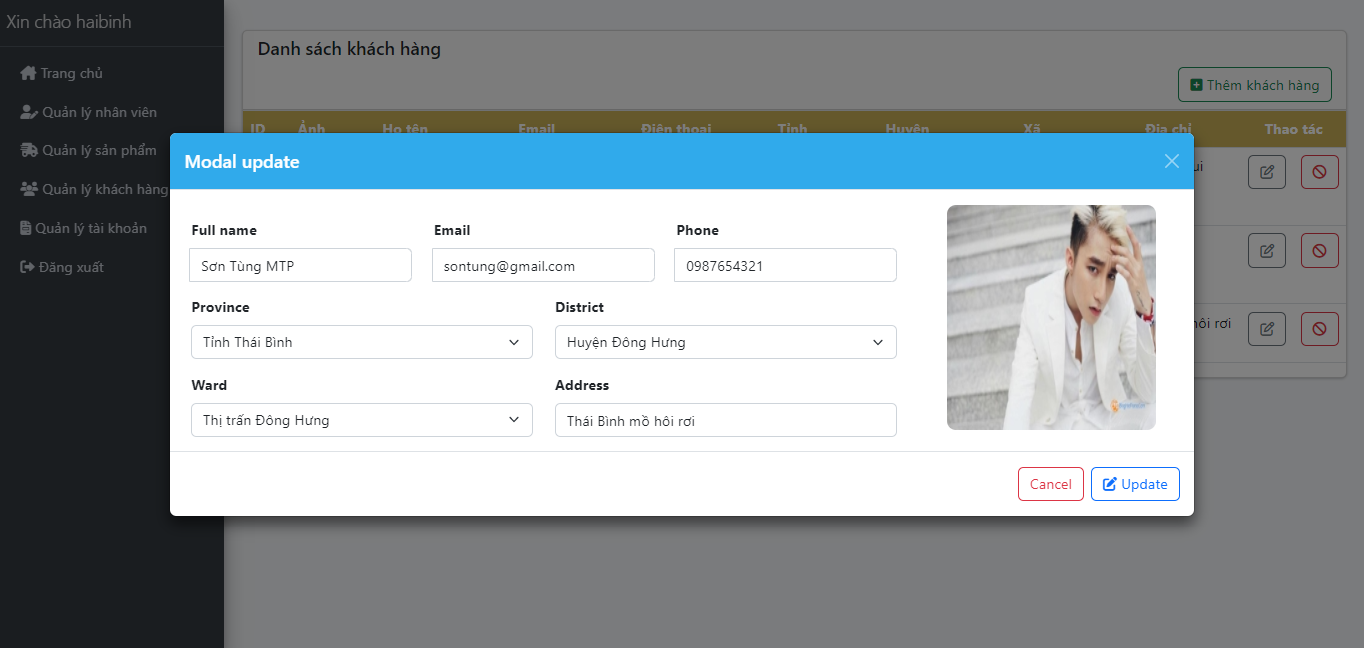 Xin chào haibinh
Trang chủ
Quản lý nhân viên
Quản lý sản phẩm
Quản lý khách hàng
Quản lý tài khoản
Đăng xuất
Danh sách khách hàng
Thêm khách hàng
ID Ảnh Họ tên Email Điện thoại Tỉnh Huyện Xã Địa chỉ Thao tác
Modal update
Full name Email Phone
Sơn Tùng MTP sontung@gmail.com 0987654321
Province District
Tỉnh Thái Bình Huyện Đông Hưng
Ward Address
Thị trấn Đông Hưng Thái Bình mồ hôi rơi
Cancel Update
ui
hôi rơi